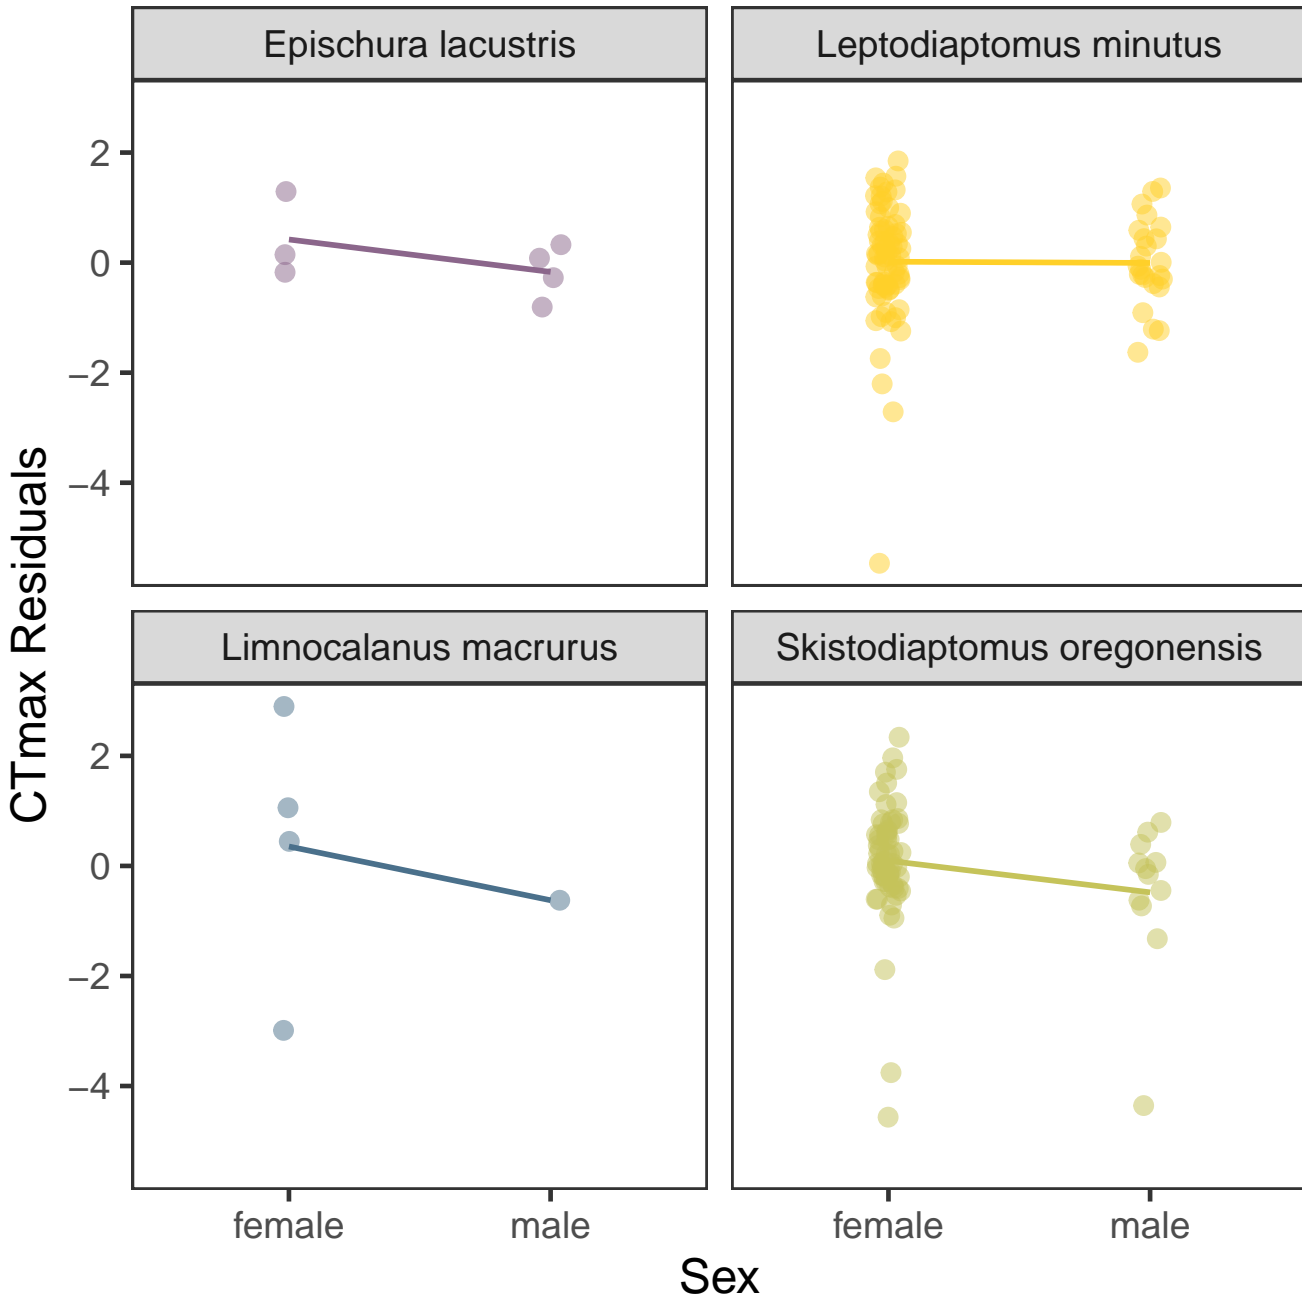 Epischura lacustris
Leptodiaptomus minutus
2
0
−2
−4
Limnocalanus macrurus
Skistodiaptomus oregonensis
2
0
−2
−4
female
male
female
male
Sex
CTmax Residuals